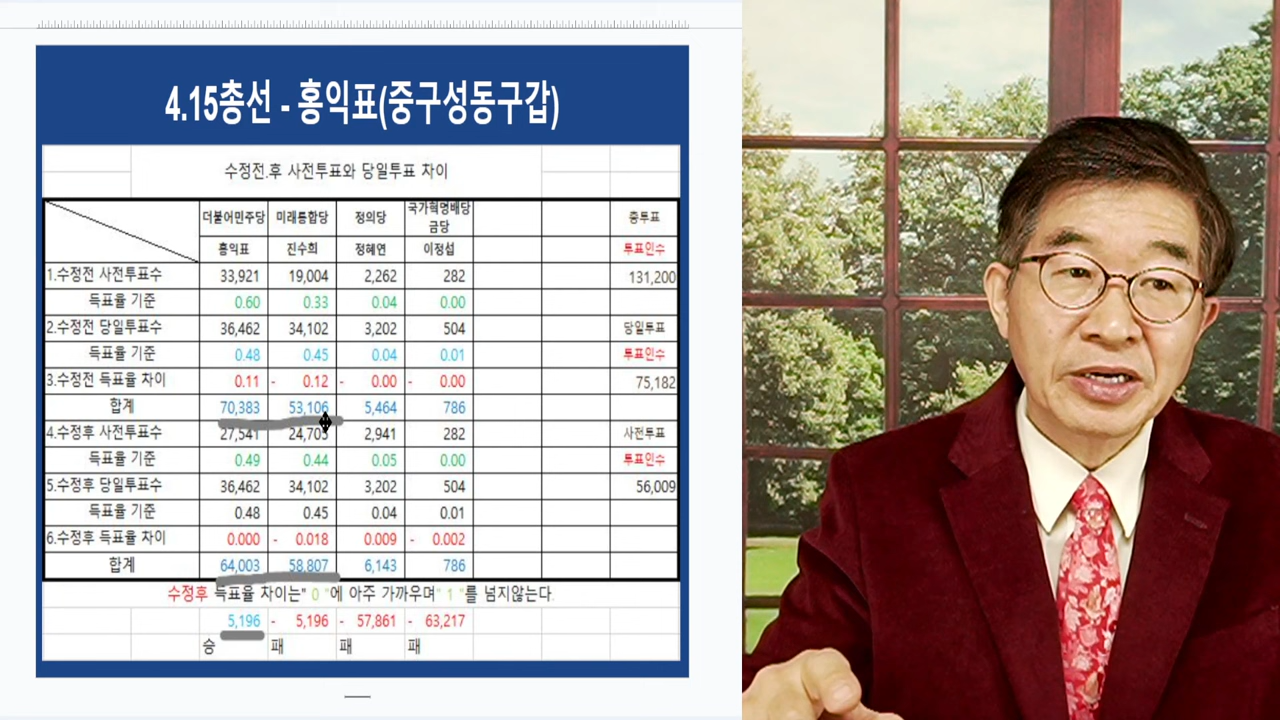 4.15총선 - 홍익표(중구성동구갑)
수정전.후 사전투표와 당일투표 차이
더불어민주당 미래통합당 정의당 국가혁명배당금당 총투표
홍익표 진수희 정혜연 이정섭 투표인수
1.수정전 사전투표수 33,921 19,004 2,262 282 131,200
득표율 기준 0.60 0.33 0.04 0.00
2.수정전 당일투표수 36,462 34,102 3,202 504 당일투표
득표율 기준 0.48 0.45 0.04 0.01 투표인수
3.수정전 득표율 차이 0.11 - 0.12 - 0.00 - 0.00 75,182
합계 70,383 53,106 5,464 786
4.수정후 사전투표수 27,541 24,705 2,941 282 사전투표
득표율 기준 0.49 0.44 0.05 0.00 투표인수
5.수정후 당일투표수 36,462 34,102 3,202 504 56,009
득표율 기준 0.48 0.45 0.04 0.01
6.수정후 득표율 차이 0.000 - 0.018 0.009 - 0.002
합계 64,003 58,807 6,143 786
수정후 득표율 차이는" 0 "에 아주 가까우며" 1 "를 넘지않는다.
5,196 - 5,196 - 57,861 - 63,217
승 패 패 패